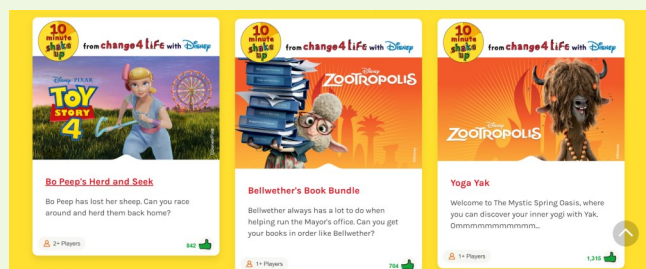 10
minute
shake
up
from change4LiFE with Disney
Disney PIXAR
TOY
STORY
4
Bo Peep's Herd and Seek
Bo Peep has lost her sheep. Can you race
around and herd them back home?
2+ Players
842
10
minute
shake
up
from change4LiFE with Disney
Disney
ZOOTROPOLIS
Bellwether's Book Bundle
Bellwether always has a lot to do when
helping run the Mayor's office. Can you get
your books in order like Bellwether?
1+ Players
704
10
minute
shake
up
from change4LiFE with Disney
Disney
ZOOTROPOLIS
Yoga Yak
Welcome to The Mystic Spring Oasis, where
you can discover your inner yogi with Yak.
Ommmmmmmmmmm...
1+ Players
1,315